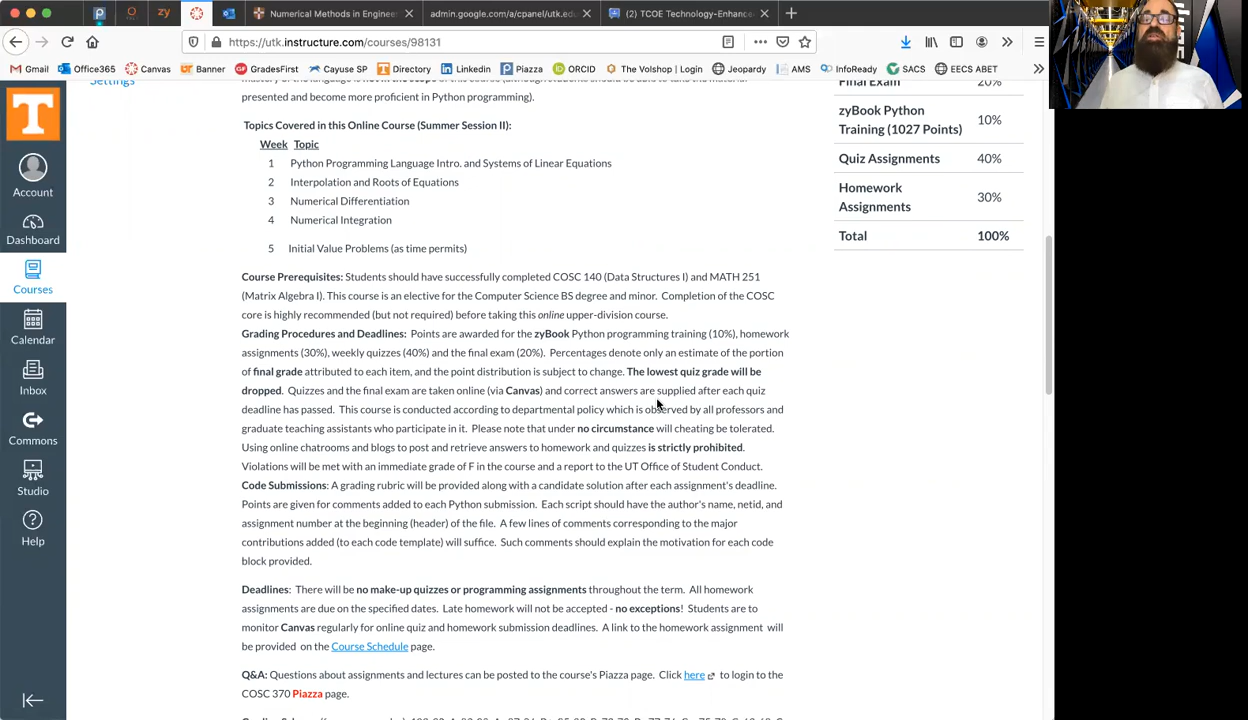 Numerical Methods in Enginee
admin.google.com/a/cpanel/utk.edu
(2) TCOE Technology-Enhance
https://utk.instructure.com/courses/98131
Gmail Office365 Canvas Banner GradesFirst Cayuse SP Directory Linkedin Piazza ORCID The Volshop | Login Jeopardy AMS InfoReady SACS EECS ABET
Settings
Account
Dashboard
Courses
Calendar
Inbox
Commons
Studio
Help
presented and become more proficient in Python programming).
Topics Covered in this Online Course (Summer Session II):
Week Topic
1 Python Programming Language Intro. and Systems of Linear Equations
2 Interpolation and Roots of Equations
3 Numerical Differentiation
4 Numerical Integration
5 Initial Value Problems (as time permits)
Course Prerequisites: Students should have successfully completed COSC 140 (Data Structures I) and MATH 251
(Matrix Algebra I). This course is an elective for the Computer Science BS degree and minor. Completion of the COSC
core is highly recommended (but not required) before taking this online upper-division course.
Grading Procedures and Deadlines: Points are awarded for the zyBook Python programming training (10%), homework
assignments (30%), weekly quizzes (40%) and the final exam (20%). Percentages denote only an estimate of the portion
of final grade attributed to each item, and the point distribution is subject to change. The lowest quiz grade will be
dropped. Quizzes and the final exam are taken online (via Canvas) and correct answers are supplied after each quiz
deadline has passed. This course is conducted according to departmental policy which is observed by all professors and
graduate teaching assistants who participate in it. Please note that under no circumstance will cheating be tolerated.
Using online chatrooms and blogs to post and retrieve answers to homework and quizzes is strictly prohibited.
Violations will be met with an immediate grade of F in the course and a report to the UT Office of Student Conduct.
Code Submissions: A grading rubric will be provided along with a candidate solution after each assignment's deadline.
Points are given for comments added to each Python submission. Each script should have the author's name, netid, and
assignment number at the beginning (header) of the file. A few lines of comments corresponding to the major
contributions added (to each code template) will suffice. Such comments should explain the motivation for each code
block provided.
Deadlines: There will be no make-up quizzes or programming assignments throughout the term. All homework
assignments are due on the specified dates. Late homework will not be accepted - no exceptions! Students are to
monitor Canvas regularly for online quiz and homework submission deadlines. A link to the homework assignment will
be provided on the Course Schedule page.
Q&A: Questions about assignments and lectures can be posted to the course's Piazza page. Click here to login to the
COSC 370 Piazza page.
Final Exam 20%
zyBook Python
Training (1027 Points) 10%
Quiz Assignments 40%
Homework
Assignments 30%
Total 100%